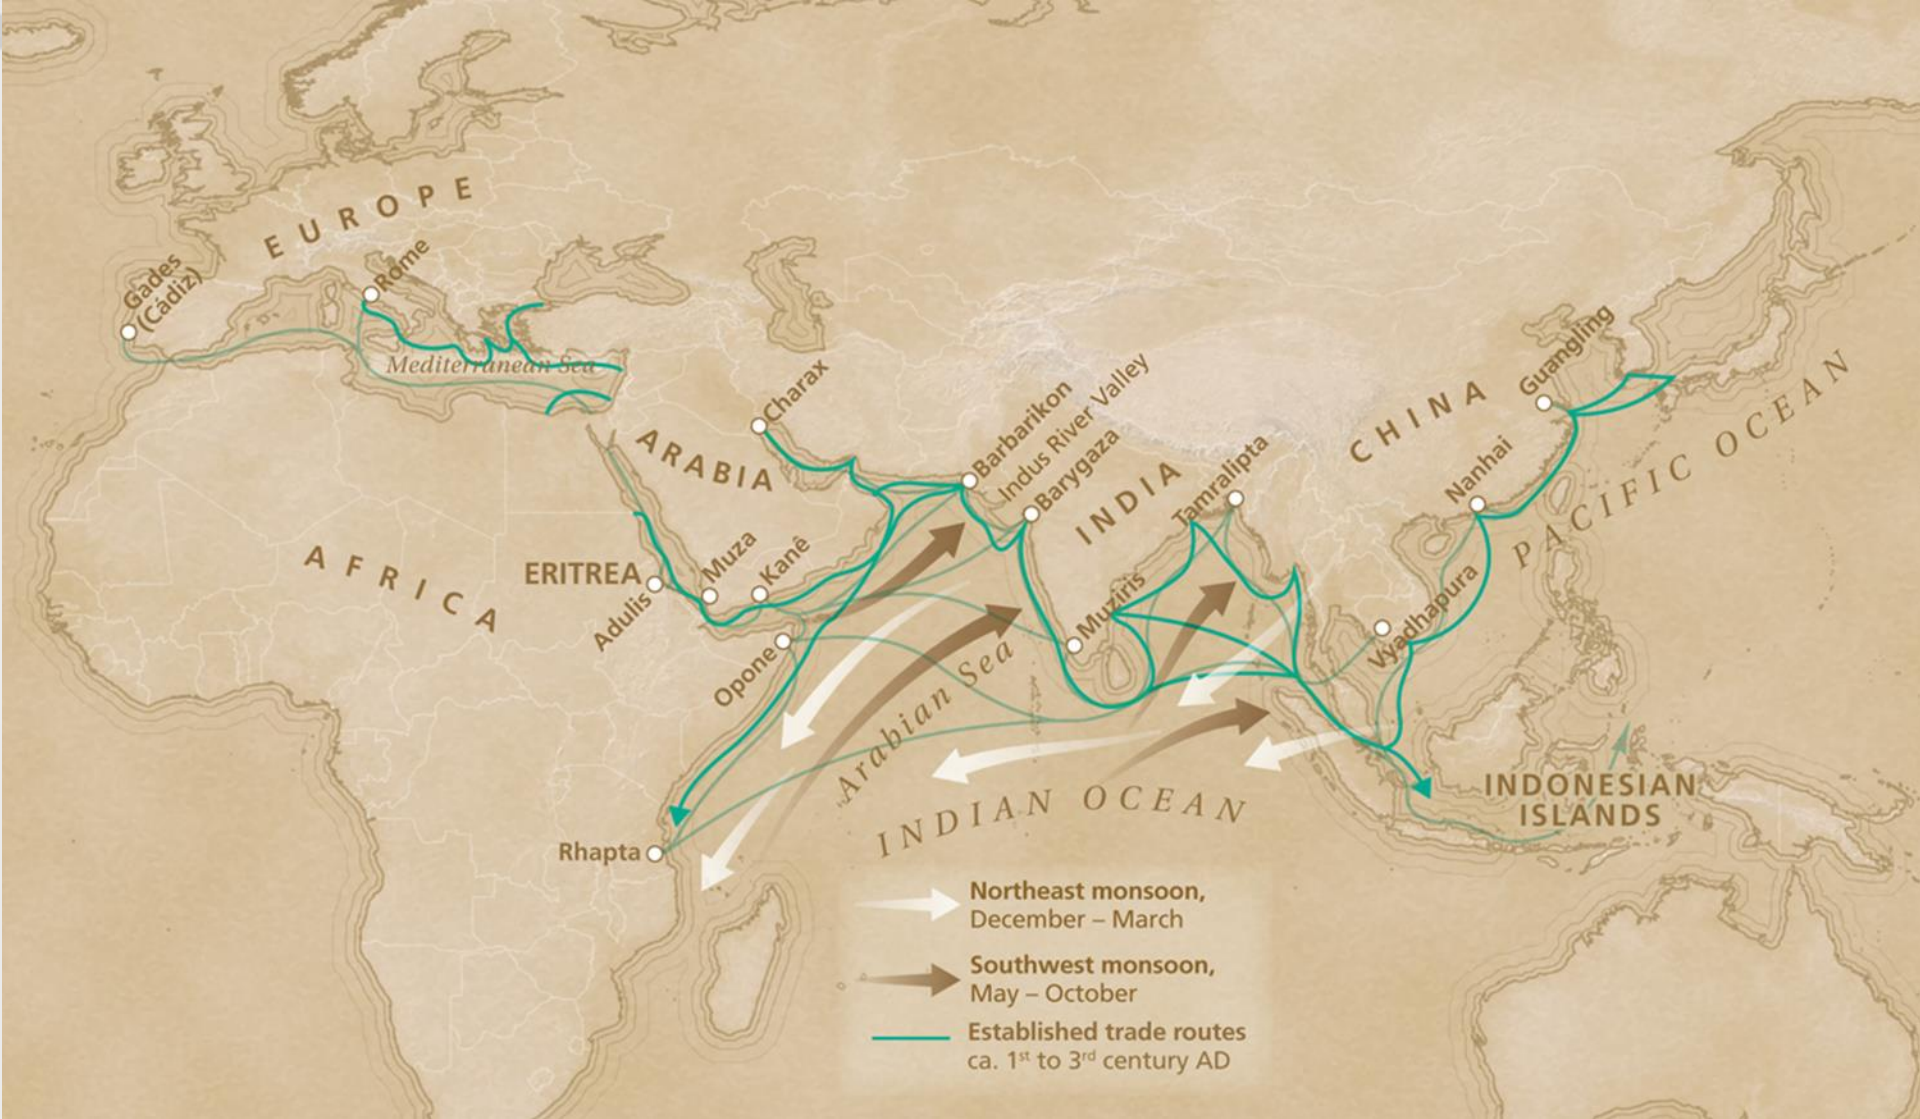 EUROPE
Gades
(Cádiz)
Rome
Mediterranean Sea
AFRICA
ARABIA
ERITREA
Adulis
Muza
Kanê
Opone
Rhapta
Charax
Barbarikon
Indus River Valley
Barygaza
INDIA
Tamralipta
Muziris
CHINA
Guangling
Nanhai
Vyadhapura
PACIFIC OCEAN
Arabian Sea
INDIAN OCEAN
INDONESIAN
ISLANDS
Northeast monsoon,
December – March
Southwest monsoon,
May – October
Established trade routes
ca. 1st to 3rd century AD